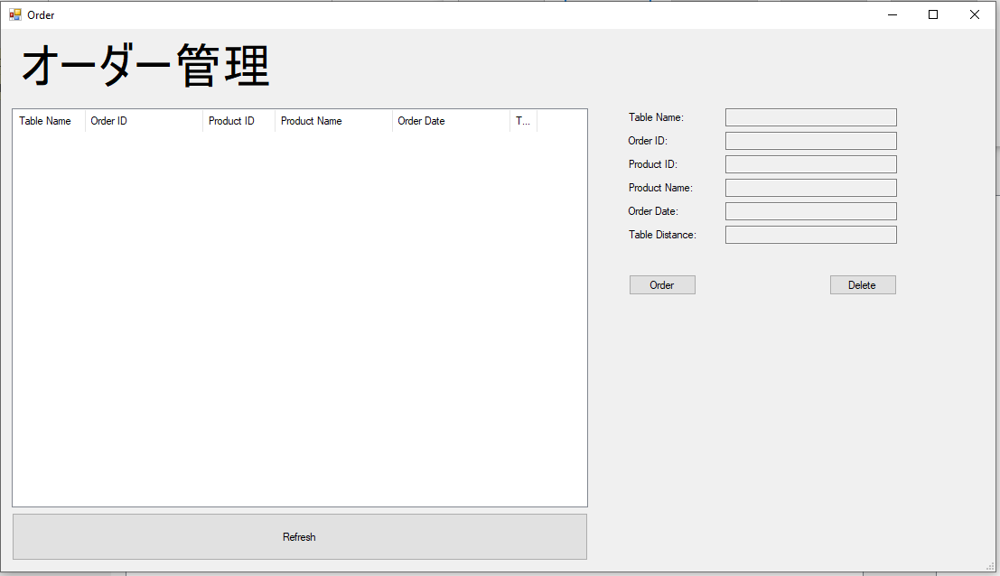 Order
オーダー管理
Table Name Order ID Product ID Product Name Order Date T...
Table Name:
Order ID:
Product ID:
Product Name:
Order Date:
Table Distance:
Order Delete
Refresh